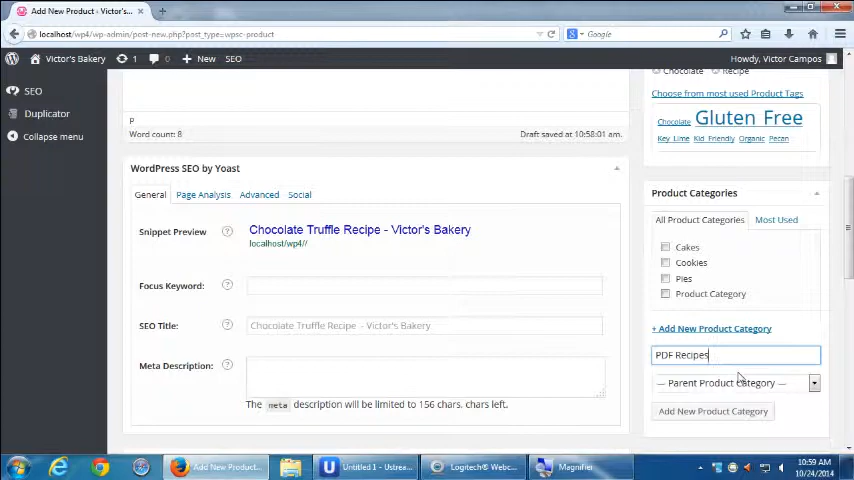 Add New Product ‹ Victor's...
localhost/wp4/wp-admin/post-new.php?post_type=wpsc-product
Google
Victor's Bakery
1
0
+ New
SEO
Howdy, Victor Campos
SEO
Duplicator
Collapse menu
P
Word count: 8
Draft saved at 10:58:01 am.
Chocolate
Recipe
Choose from most used Product Tags
Chocolate Gluten Free
Key Lime Kid Friendly Organic Pecan
WordPress SEO by Yoast
General
Page Analysis
Advanced
Social
Snippet Preview
?
Chocolate Truffle Recipe - Victor's Bakery
localhost/wp4//
Focus Keyword:
?
SEO Title:
?
Chocolate Truffle Recipe - Victor's Bakery
Meta Description:
?
The meta description will be limited to 156 chars. chars left.
Product Categories
All Product Categories
Most Used
Cakes
Cookies
Pies
Product Category
+ Add New Product Category
PDF Recipes
— Parent Product Category —
Add New Product Category
Add New Product...
Untitled 1 - Ustrea...
Logitech® Webc...
Magnifier
10:59 AM
10/24/2014